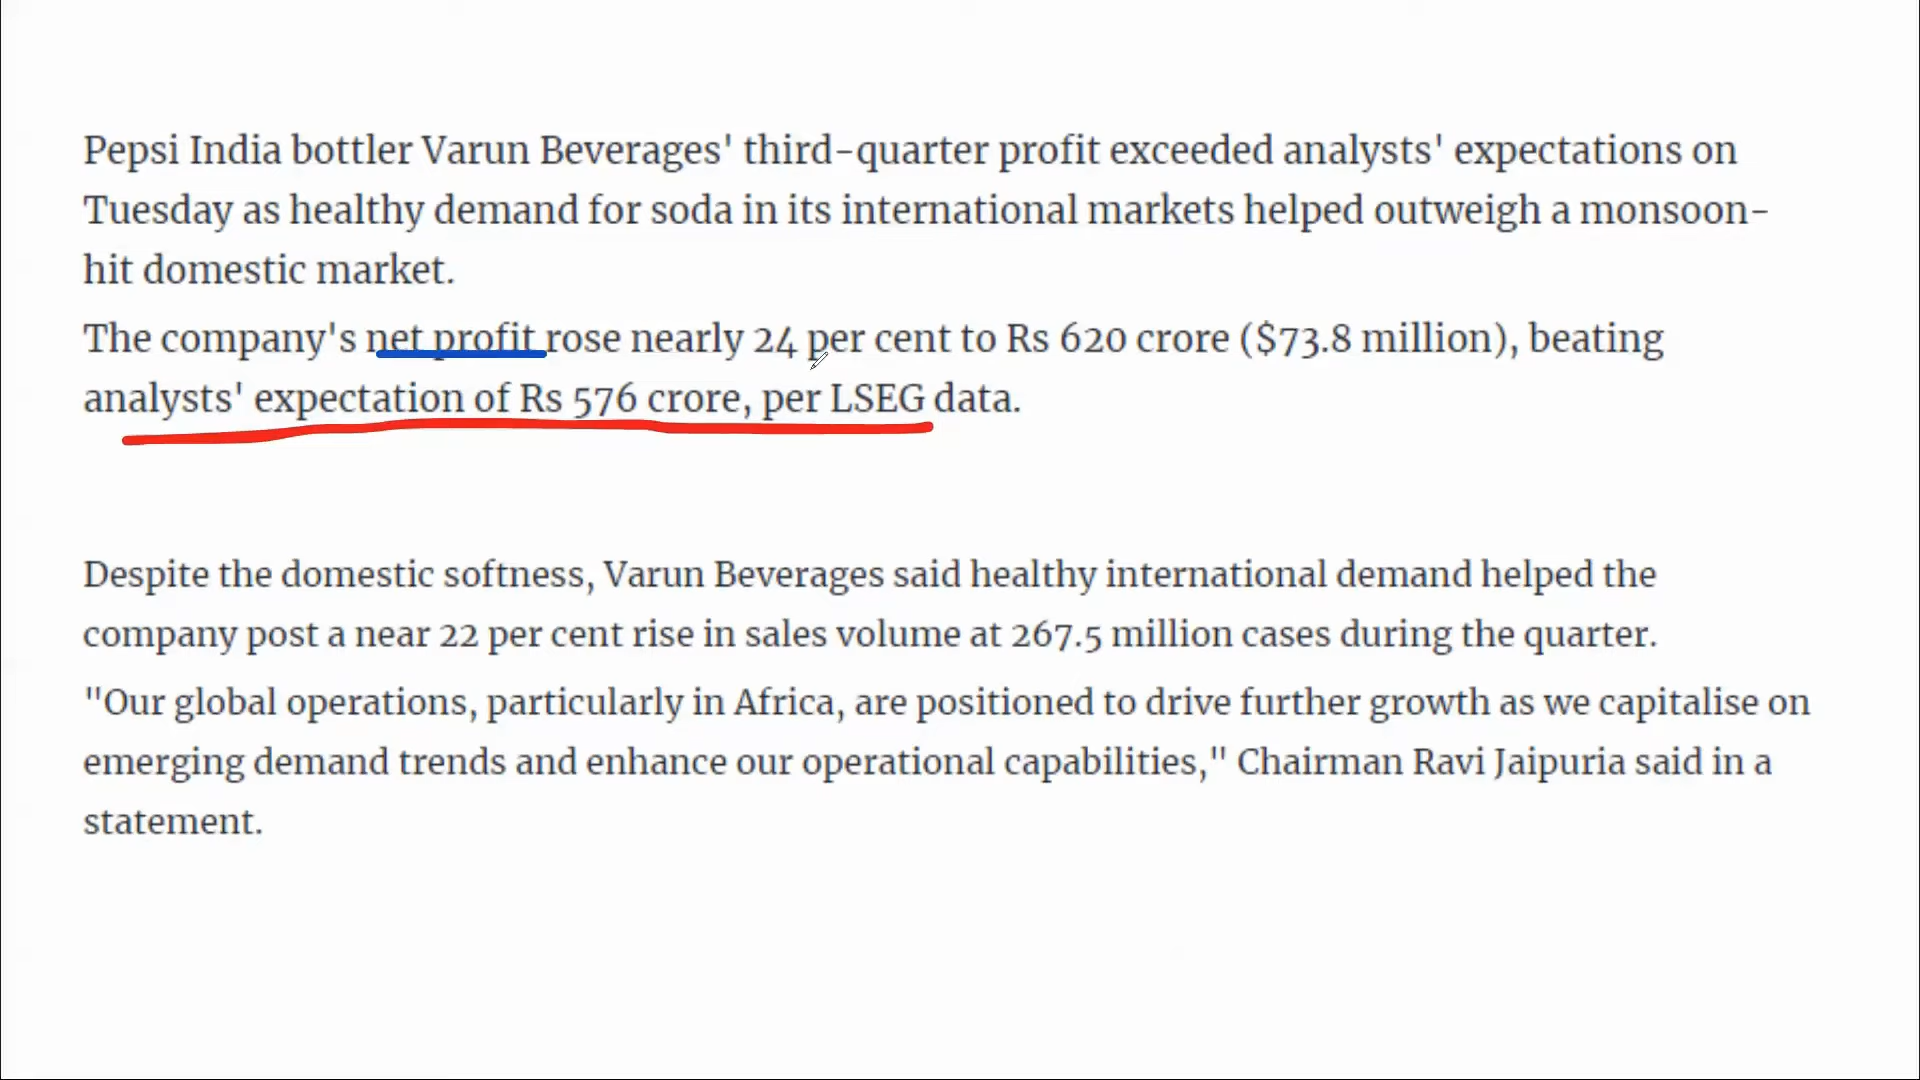 Pepsi India bottler Varun Beverages' third-quarter profit exceeded analysts' expectations on
Tuesday as healthy demand for soda in its international markets helped outweigh a monsoon-
hit domestic market.
The company's net profit rose nearly 24 per cent to Rs 620 crore ($73.8 million), beating
analysts' expectation of Rs 576 crore, per LSEG data.
Despite the domestic softness, Varun Beverages said healthy international demand helped the
company post a near 22 per cent rise in sales volume at 267.5 million cases during the quarter.
"Our global operations, particularly in Africa, are positioned to drive further growth as we capitalise on
emerging demand trends and enhance our operational capabilities," Chairman Ravi Jaipuria said in a
statement.